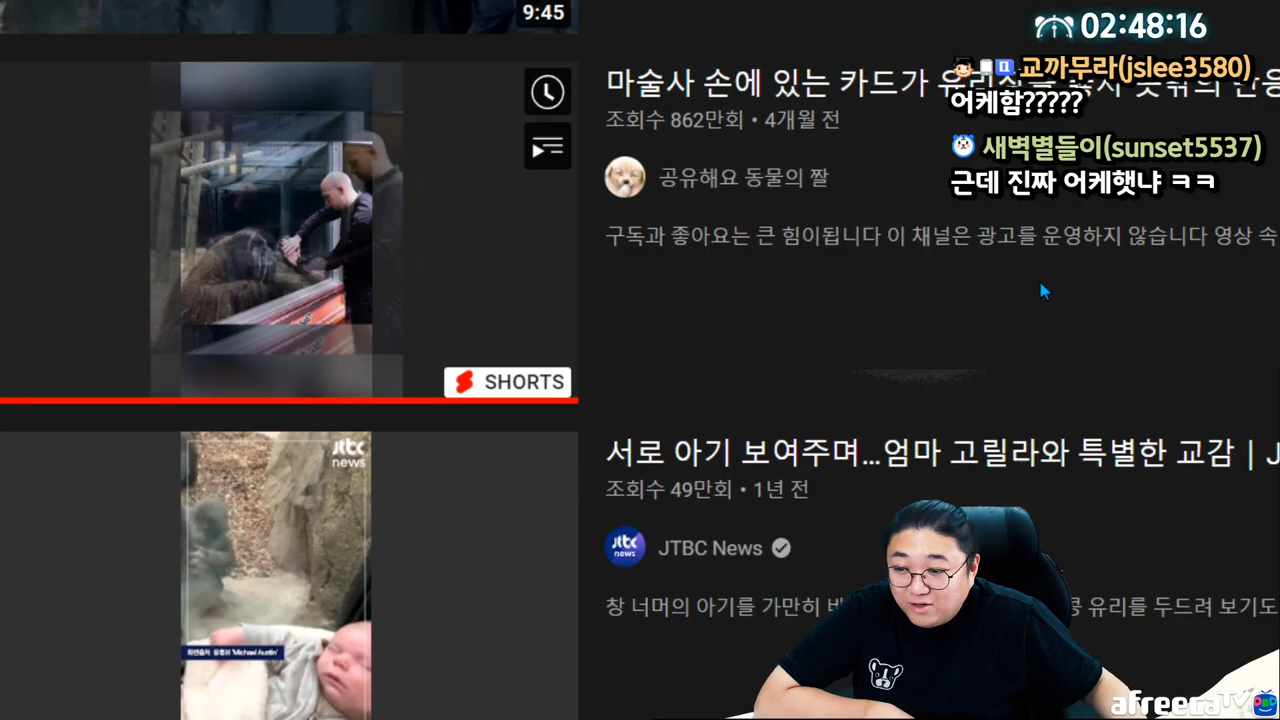 9:45
02:48:16
교까무라(jslee3580)
어케함?????
새벽별들이(sunset5537)
근데 진짜 어케햇냐 ㅋㅋ
마술사 손에 있는 카드가
조회수 862만회 • 4개월 전
공유해요 동물의 짤
구독과 좋아요는 큰 힘이됩니다 이 채널은 광고를 운영하지 않습니다 영상 속
SHORTS
jtbc
news
서로 아기 보여주며...엄마 고릴라와 특별한 교감 | J
조회수 49만회 • 1년 전
jtbc
news
JTBC News
창 너머의 아기를 가만히
유리를 두드려 보기도
'Michael Austin'
afreecaTV